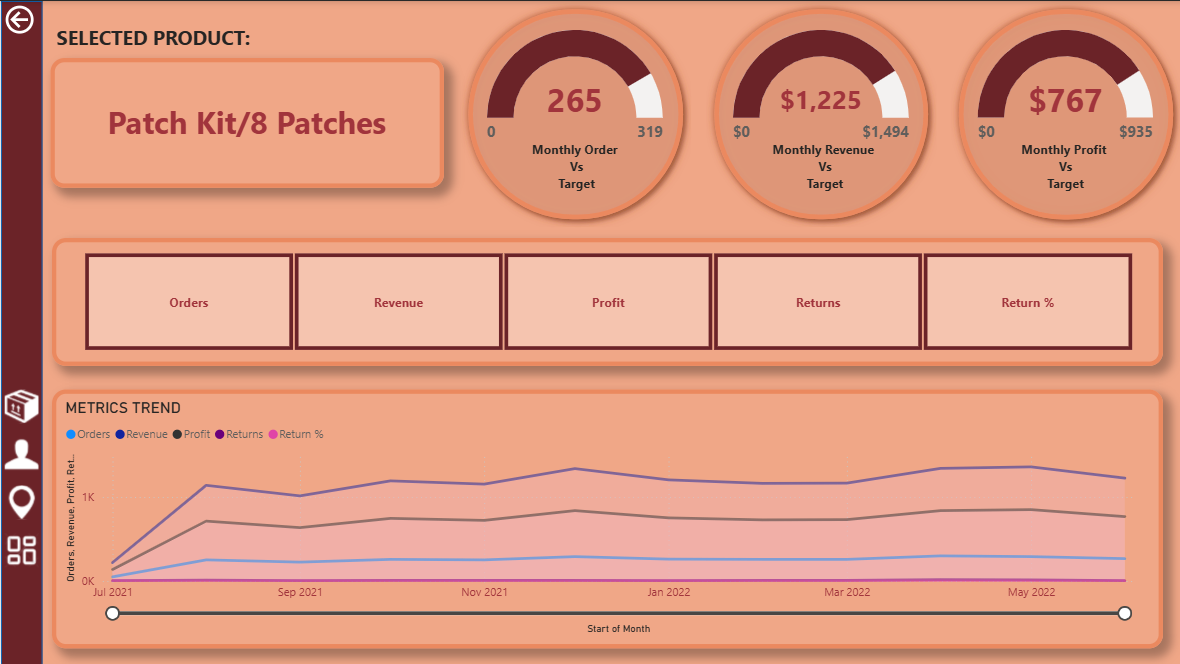 SELECTED PRODUCT:
Patch Kit/8 Patches
265
0 319
Monthly Order
Vs
Target
$1,225
$0 $1,494
Monthly Revenue
Vs
Target
$767
$0 $935
Monthly Profit
Vs
Target
Orders
Revenue
Profit
Returns
Return %
METRICS TREND
Orders Revenue Profit Returns Return %
Orders, Revenue, Profit, Ret...
1K
0K
Jul 2021 Sep 2021 Nov 2021 Jan 2022 Mar 2022 May 2022
Start of Month